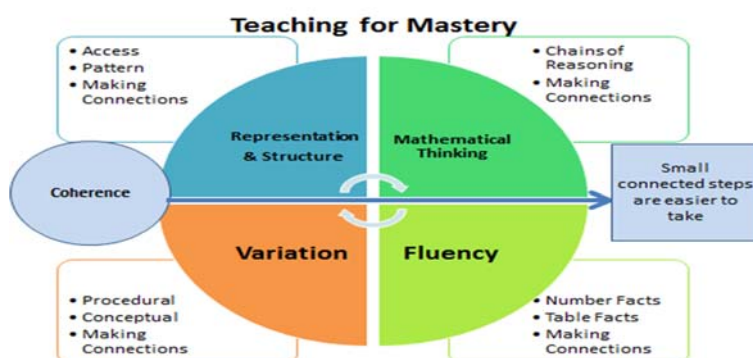 Teaching for Mastery
• Access
• Pattern
• Making
Connections
• Chains of
Reasoning
• Making
Connections
Representation
& Structure
Mathematical
Thinking
Coherence
Small
connected steps
are easier to
take
Variation
Fluency
• Procedural
• Conceptual
• Making
Connections
• Number Facts
• Table Facts
• Making
Connections